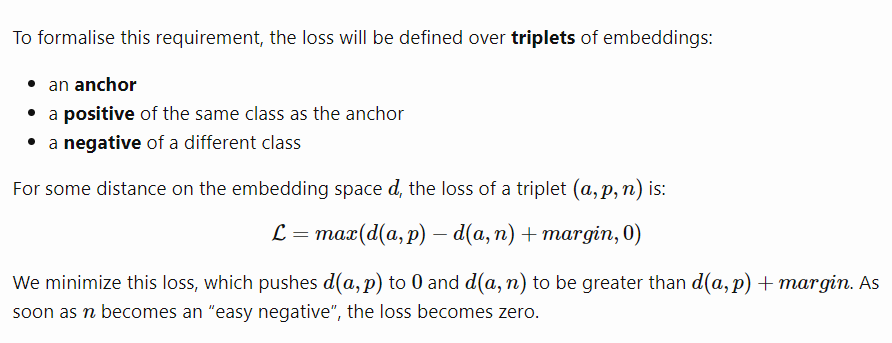 To formalise this requirement, the loss will be defined over triplets of embeddings:
• an anchor
• a positive of the same class as the anchor
• a negative of a different class
For some distance on the embedding space d, the loss of a triplet (a, p, n) is:
ℒ = max(d(a, p) − d(a, n) + margin, 0)
We minimize this loss, which pushes d(a, p) to 0 and d(a, n) to be greater than d(a, p) + margin. As
soon as n becomes an “easy negative”, the loss becomes zero.